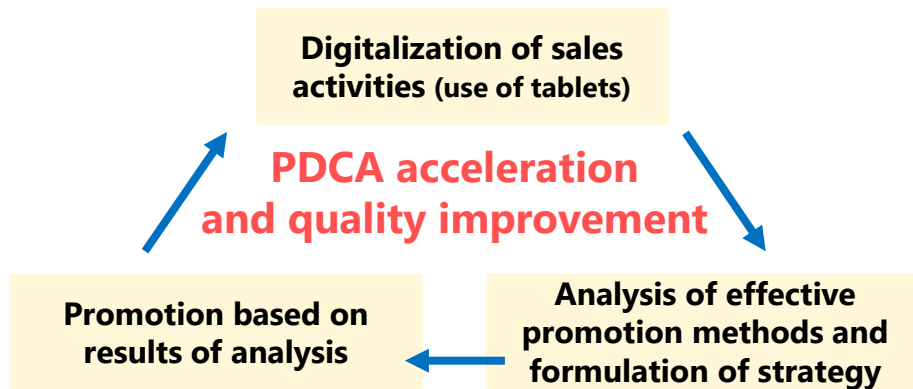 Digitalization of sales
activities (use of tablets)
PDCA acceleration
and quality improvement
Promotion based on
results of analysis
Analysis of effective
promotion methods and
formulation of strategy